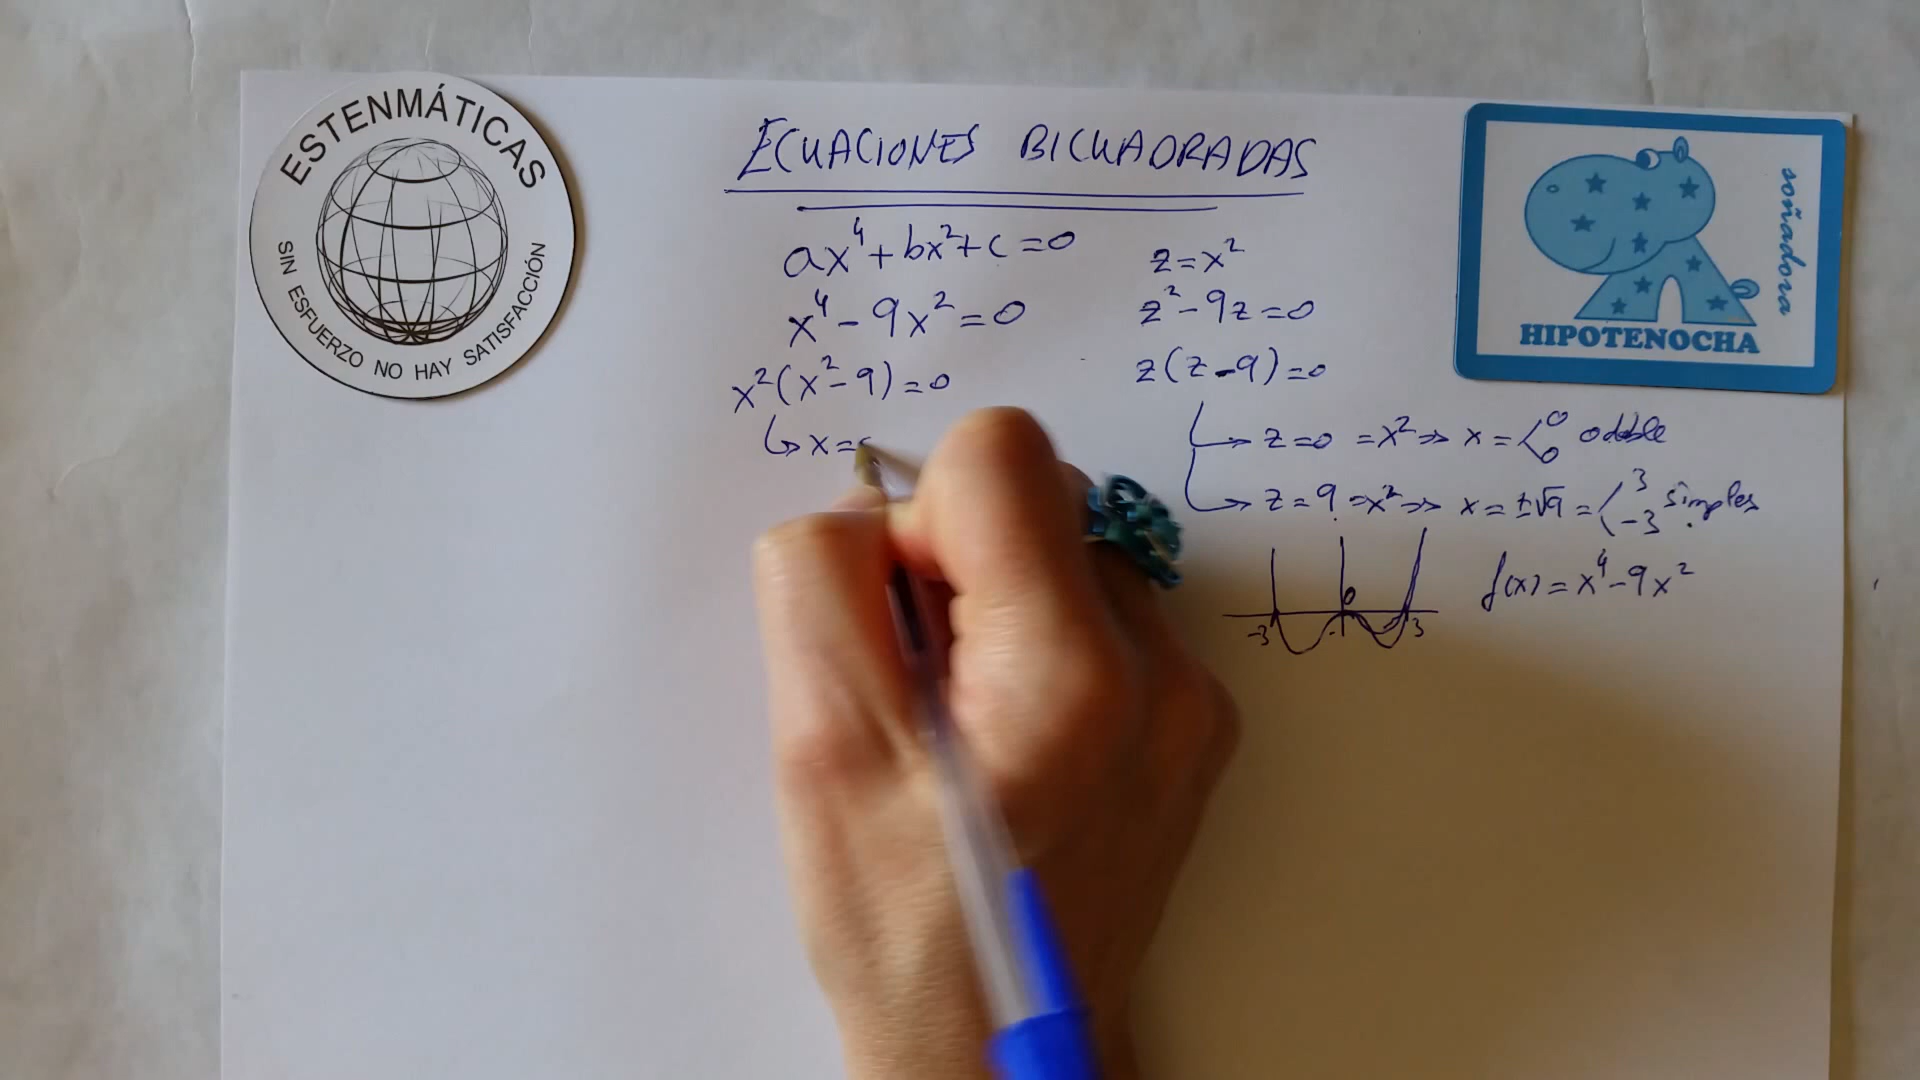 ESTENMÁTICAS
SIN ESFUERZO NO HAY SATISFACCIÓN
ECUACIONES BICUADRADAS
ax⁴+bx²+c=0
x⁴-9x²=0
x²(x²-9)=0
↳ x=
z=x²
z²-9z=0
z(z-9)=0
→ z=0 =x² ⇒ x = < 0 0 doble
→ z=9 =x² ⇒ x=±√9 = < 3 -3 simples
f(x)=x⁴-9x²
-3 0 3
soñadora
HIPOTENOCHA